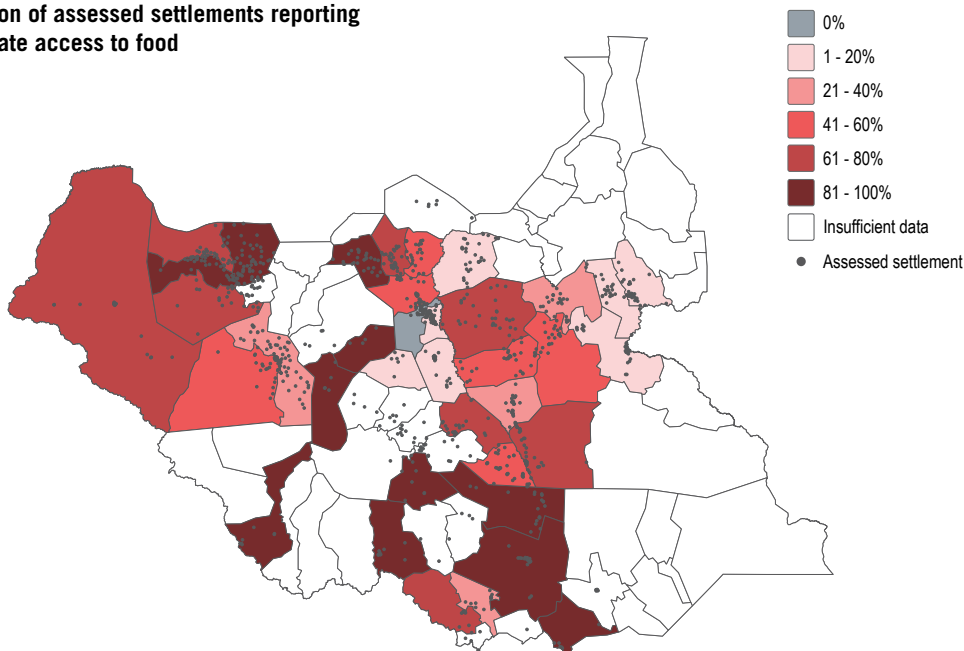 on of assessed settlements reporting
ate access to food
0%
1 - 20%
21 - 40%
41 - 60%
61 - 80%
81 - 100%
Insufficient data
Assessed settlement